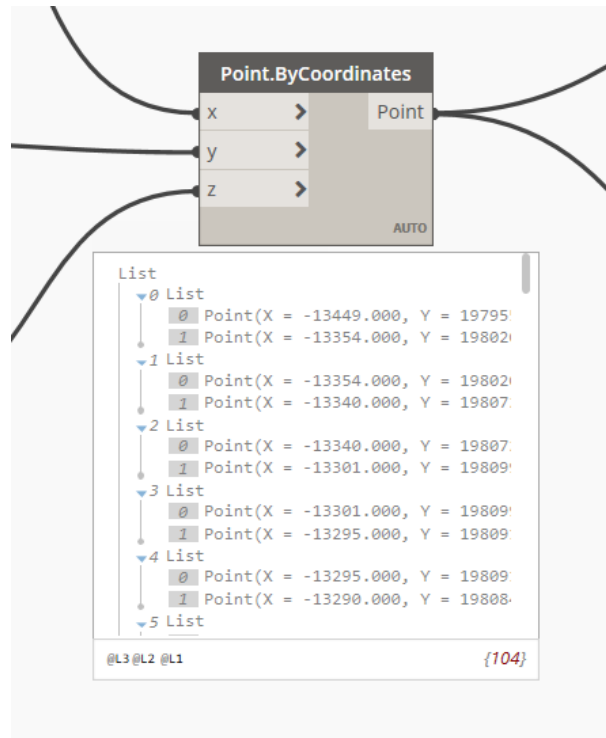 Point.ByCoordinates
x > Point
y >
z >
AUTO
List
0 List
0 Point(X = -13449.000, Y = 19795
1 Point(X = -13354.000, Y = 19802
1 List
0 Point(X = -13354.000, Y = 19802
1 Point(X = -13340.000, Y = 19807
2 List
0 Point(X = -13340.000, Y = 19807
1 Point(X = -13301.000, Y = 19809
3 List
0 Point(X = -13301.000, Y = 19809
1 Point(X = -13295.000, Y = 19809
4 List
0 Point(X = -13295.000, Y = 19809
1 Point(X = -13290.000, Y = 19808
5 List
@L3 @L2 @L1 {104}